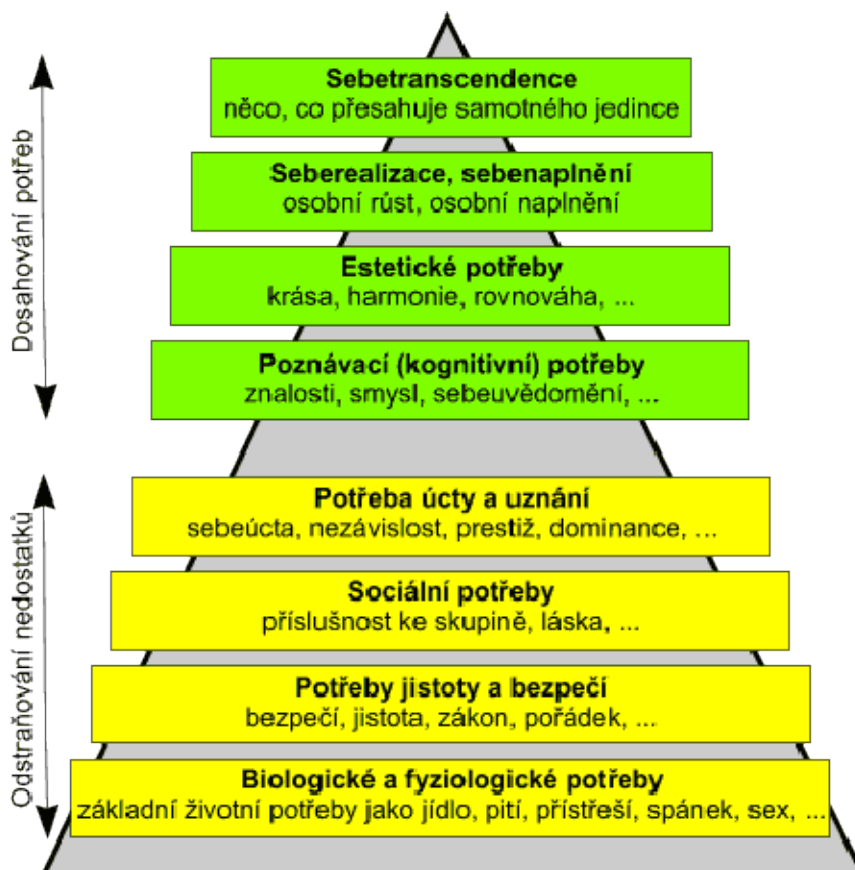 Sebetranscendence
něco, co přesahuje samotného jedince
Seberealizace, sebenaplnění
osobní růst, osobní naplnění
Estetické potřeby
krása, harmonie, rovnováha, ...
Poznávací (kognitivní) potřeby
znalosti, smysl, sebeuvědomění, ...
Dosahování potřeb
Potřeba úcty a uznání
sebeúcta, nezávislost, prestiž, dominance, ...
Sociální potřeby
příslušnost ke skupině, láska, ...
Potřeby jistoty a bezpečí
bezpečí, jistota, zákon, pořádek, ...
Biologické a fyziologické potřeby
základní životní potřeby jako jídlo, pití, přístřeší, spánek, sex, ...
Odstraňování nedostatků